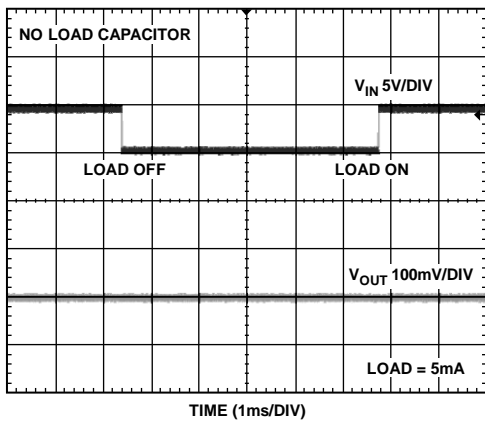 NO LOAD CAPACITOR
VIN 5V/DIV
LOAD OFF
LOAD ON
VOUT 100mV/DIV
LOAD = 5mA
TIME (1ms/DIV)